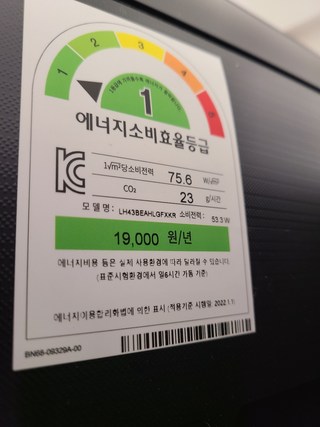 1 2 3 4 5
1
에너지소비효율등급
1√m²당소비전력 75.6 W/√m²
CO₂ 23 g/시간
모델명: LH43BEAHLGFXKR 소비전력: 53.3 W
19,000 원/년
에너지비용 등은 실제 사용환경에 따라 달라질 수 있습니다
(표준시험환경에서 일6시간 가동 기준)
에너지이용합리화법에 의한 표시 (적용기준 시행일: 2022.1.1)
BN68-09329A-00